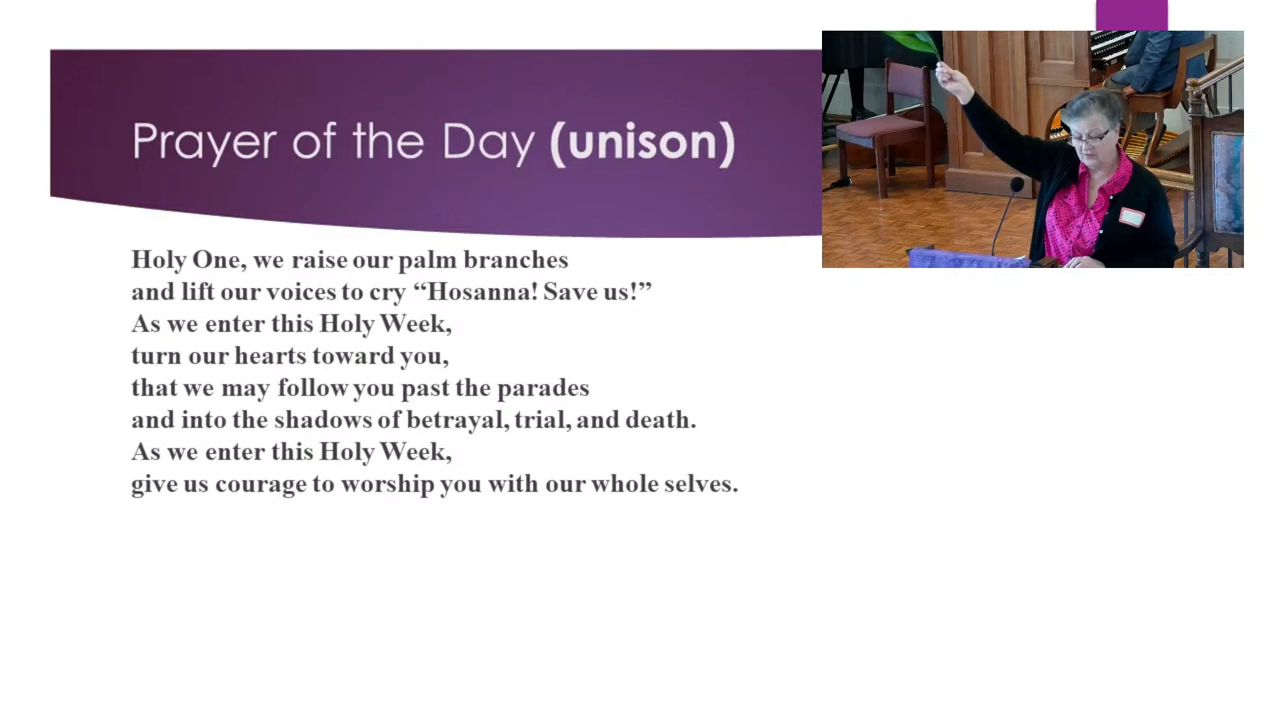 Prayer of the Day (unison)
Holy One, we raise our palm branches
and lift our voices to cry “Hosanna! Save us!”
As we enter this Holy Week,
turn our hearts toward you,
that we may follow you past the parades
and into the shadows of betrayal, trial, and death.
As we enter this Holy Week,
give us courage to worship you with our whole selves.